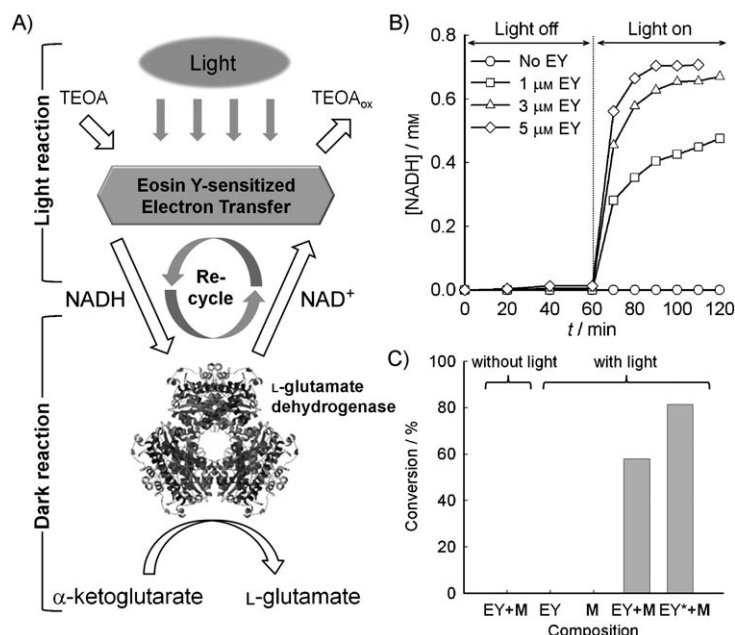 A)
Light
TEOA
TEOAox
Eosin Y-sensitized
Electron Transfer
Light reaction
NADH
Re-
cycle
NAD+
L-glutamate
dehydrogenase
Dark reaction
α-ketoglutarate
L-glutamate
B)
Light off
Light on
No EY
1 μM EY
3 μM EY
5 μM EY
[NADH] / mM
0.8
0.6
0.4
0.2
0.0
0 20 40 60 80 100 120
t / min
C)
without light
with light
Conversion / %
100
80
60
40
20
0
EY+M EY M EY+M EY*+M
Composition